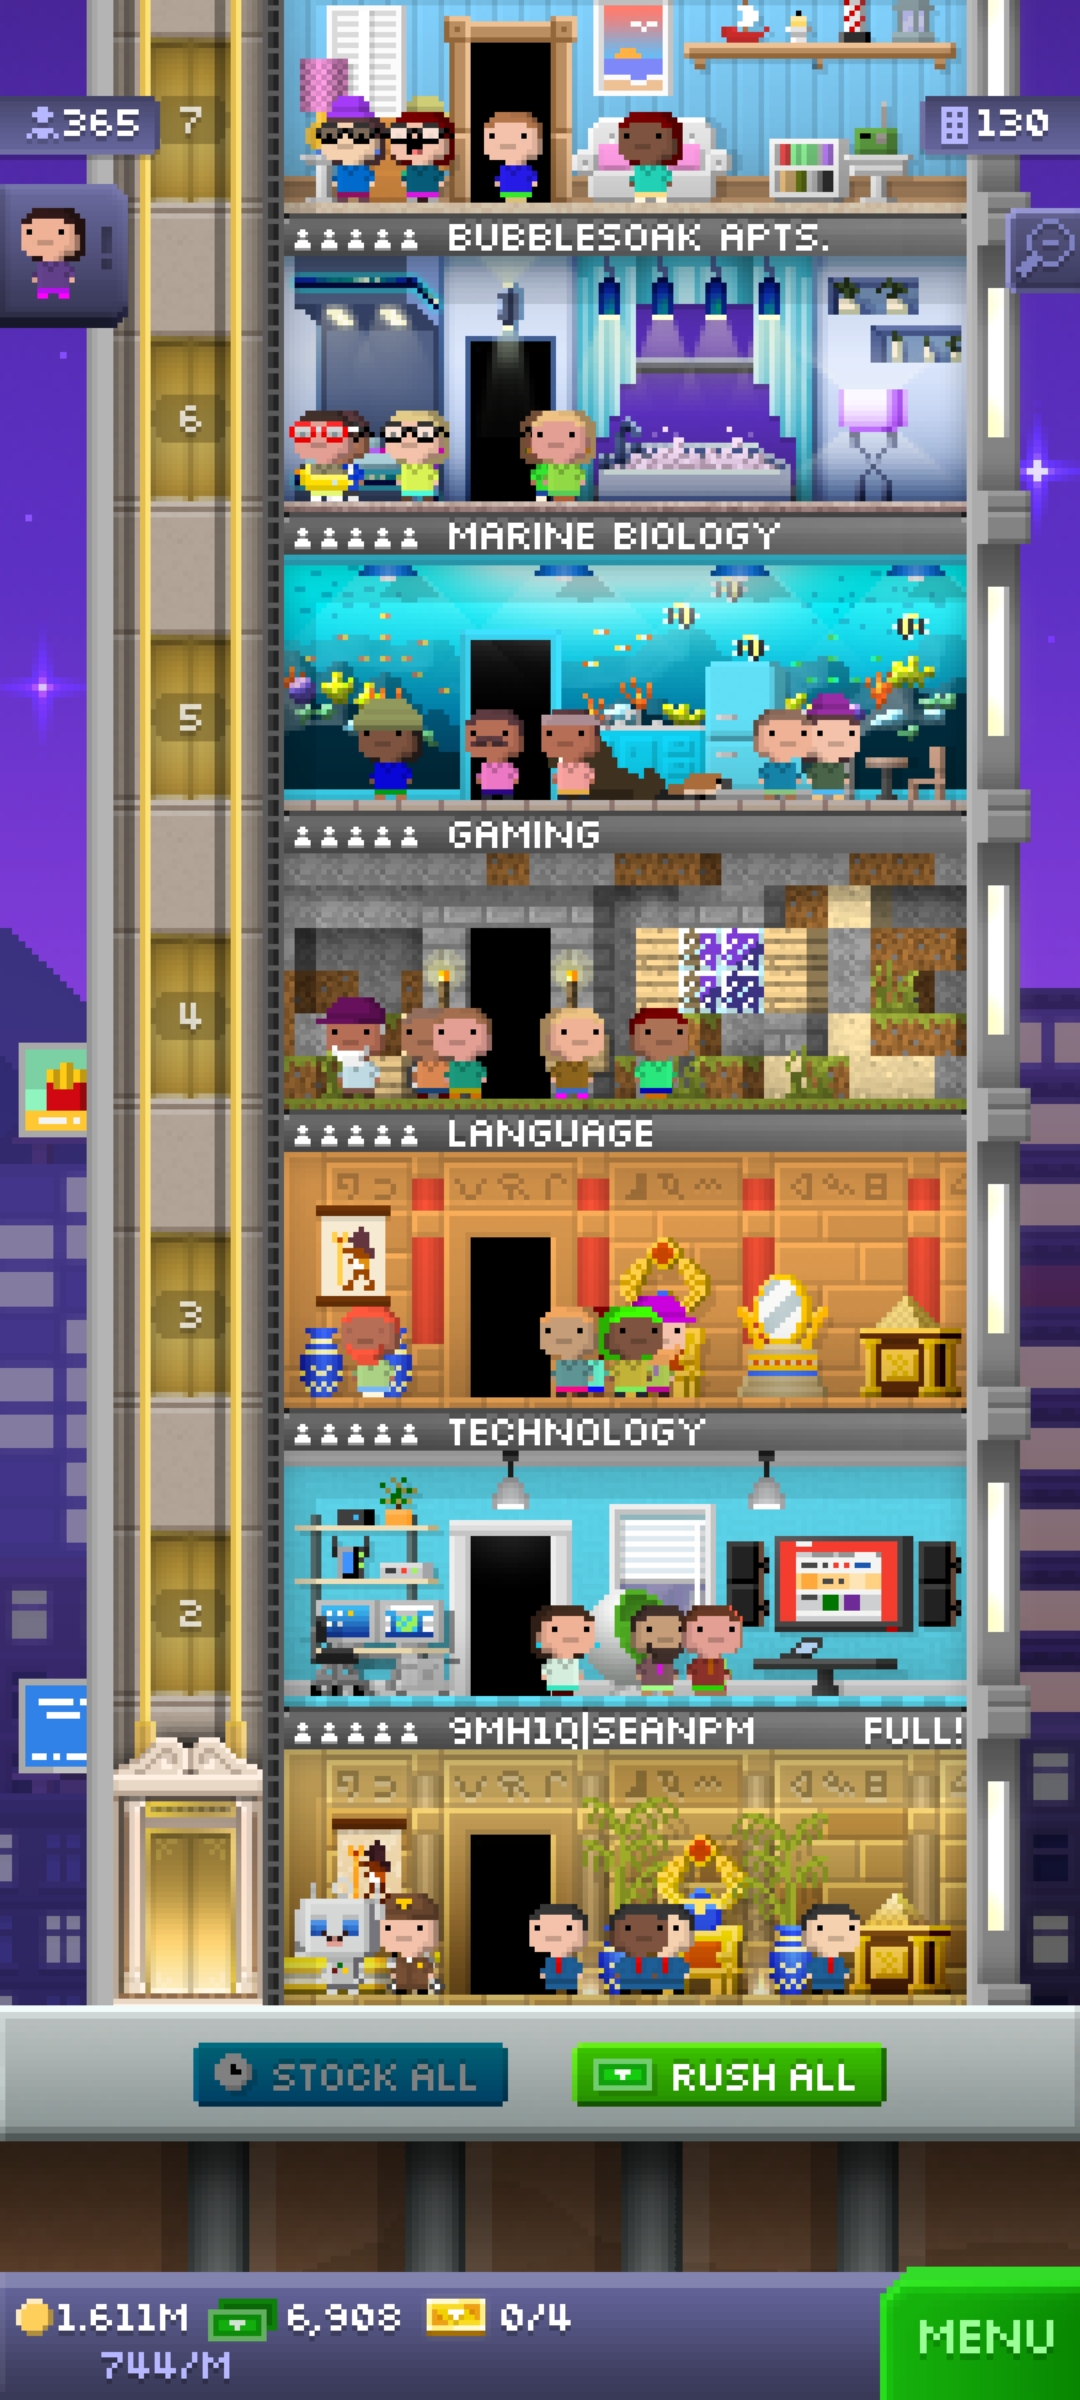 7
365
130
BUBBLESOAK APTS.
!
6
MARINE BIOLOGY
5
GAMING
4
LANGUAGE
3
TECHNOLOGY
2
9MH1Q|SEANPM FULL!
STOCK ALL
RUSH ALL
1.611M 6,908 0/4
744/M
MENU